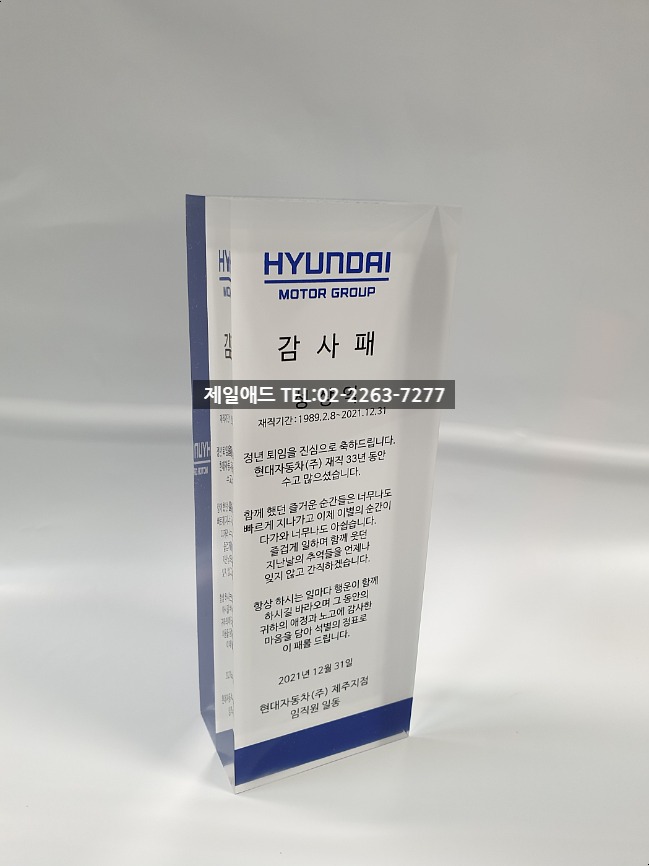 HYUNDAI
MOTOR GROUP
감 사 패
제일애드 TEL:02-2263-7277
재직기간 : 1989.2.8~2021.12.31
정년 퇴임을 진심으로 축하드립니다.
현대자동차(주) 재직 33년 동안
수고 많으셨습니다.
함께 했던 즐거운 순간들은 너무나도
빠르게 지나가고 이제 이별의 순간이
다가와 너무나도 아쉽습니다.
즐겁게 일하며 함께 웃던
지난날의 추억들을 언제나
잊지 않고 간직하겠습니다.
항상 하시는 일마다 행운이 함께
하시길 바라오며 그 동안의
귀하의 애정과 노고에 감사한
마음을 담아 석별의 정표로
이 패를 드립니다.
2021년 12월 31일
현대자동차(주) 제주지점
임직원 일동